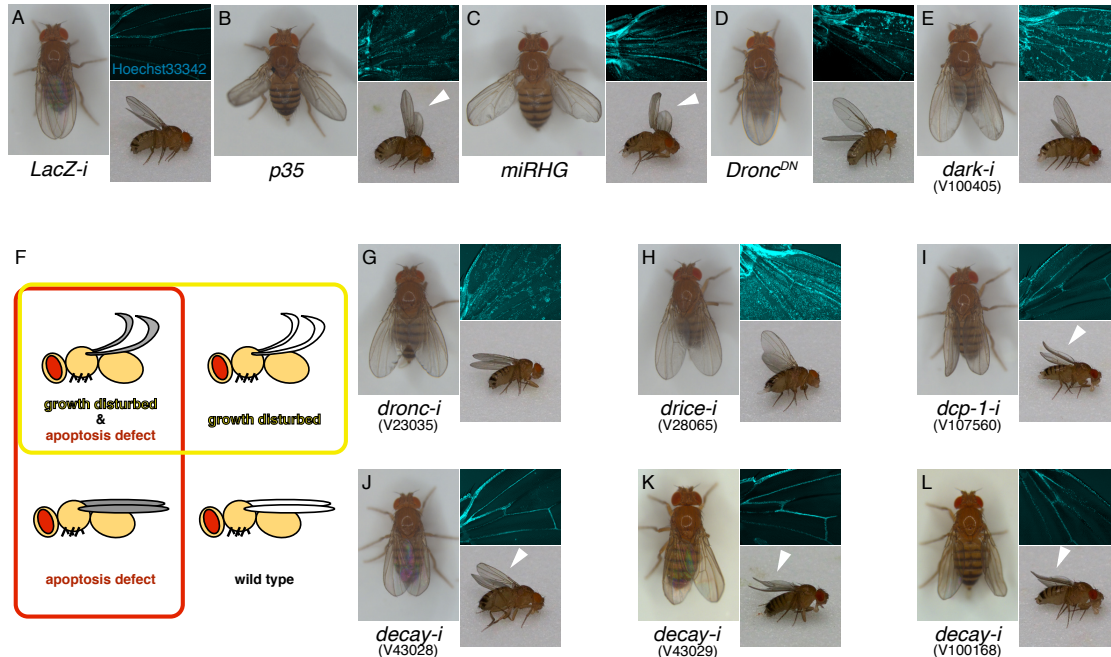 A
B
C
D
E
Hoechst33342
LacZ-i
p35
miRHG
Dronc^DN
dark-i
(V100405)
F
growth disturbed
&
apoptosis defect
growth disturbed
apoptosis defect
wild type
G
H
I
dronc-i
(V23035)
drice-i
(V28065)
dcp-1-i
(V107560)
J
K
L
decay-i
(V43028)
decay-i
(V43029)
decay-i
(V100168)